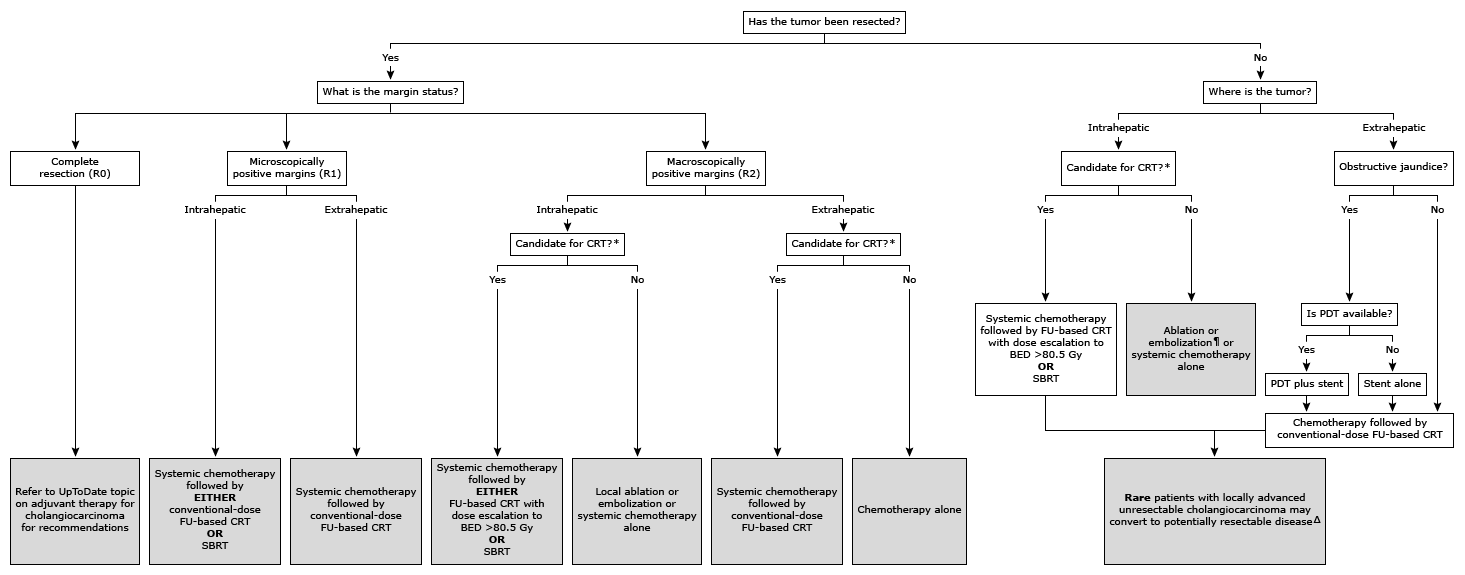 Has the tumor been resected?
Yes
No
What is the margin status?
Where is the tumor?
Intrahepatic
Extrahepatic
Complete
resection (R0)
Microscopically
positive margins (R1)
Macroscopically
positive margins (R2)
Candidate for CRT?*
Obstructive jaundice?
Intrahepatic
Extrahepatic
Intrahepatic
Extrahepatic
Yes
No
Yes
No
Candidate for CRT?*
Candidate for CRT?*
Yes
No
Yes
No
Systemic chemotherapy
followed by FU-based CRT
with dose escalation to
BED >80.5 Gy
OR
SBRT
Ablation or
embolization¶ or
systemic chemotherapy
alone
Is PDT available?
Yes
No
PDT plus stent
Stent alone
Chemotherapy followed by
conventional-dose FU-based CRT
Refer to UpToDate topic
on adjuvant therapy for
cholangiocarcinoma
for recommendations
Systemic chemotherapy
followed by
EITHER
conventional-dose
FU-based CRT
OR
SBRT
Systemic chemotherapy
followed by
conventional-dose
FU-based CRT
Systemic chemotherapy
followed by
EITHER
FU-based CRT with
dose escalation to
BED >80.5 Gy
OR
SBRT
Local ablation or
embolization or
systemic chemotherapy
alone
Systemic chemotherapy
followed by
conventional-dose
FU-based CRT
Chemotherapy alone
Rare patients with locally advanced
unresectable cholangiocarcinoma may
convert to potentially resectable diseaseΔ